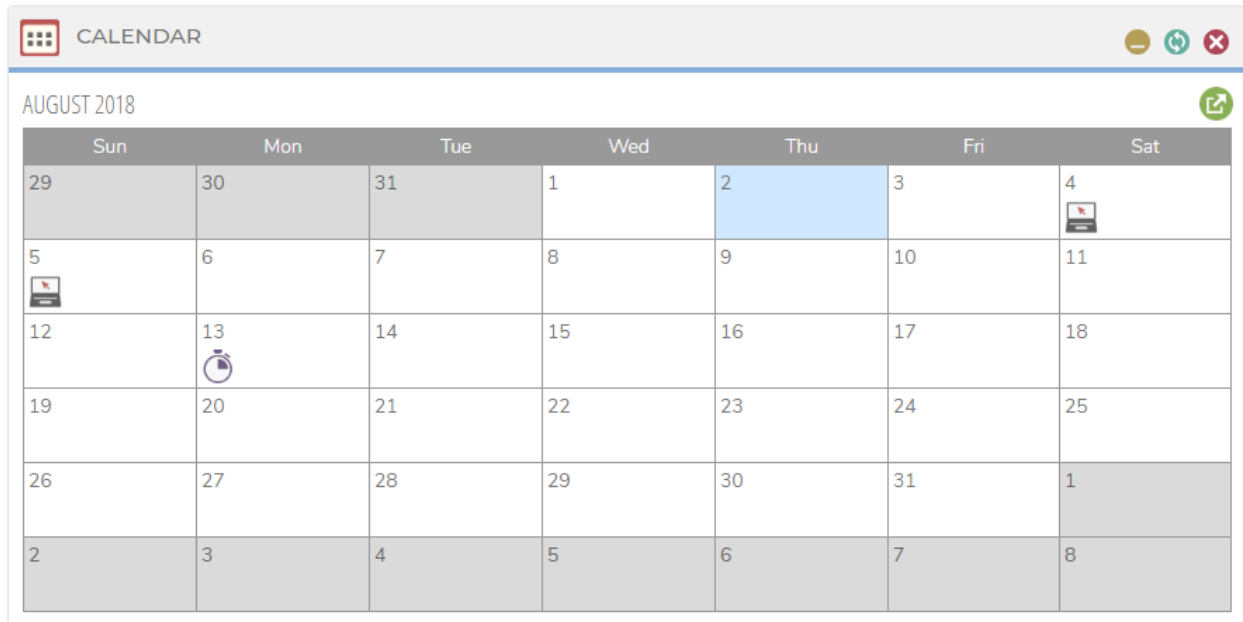 CALENDAR
AUGUST 2018
Sun Mon Tue Wed Thu Fri Sat
29 30 31 1 2 3 4
5 6 7 8 9 10 11
12 13 14 15 16 17 18
19 20 21 22 23 24 25
26 27 28 29 30 31 1
2 3 4 5 6 7 8